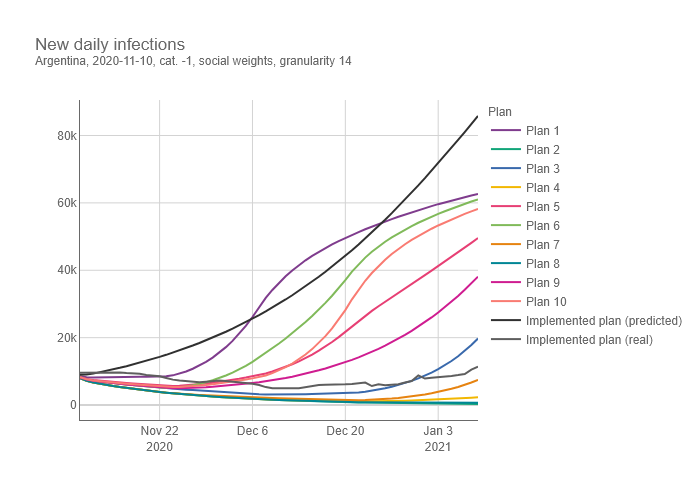 New daily infections
Argentina, 2020-11-10, cat. -1, social weights, granularity 14
Plan
80k
60k
40k
20k
0
Nov 22
2020
Dec 6
Dec 20
Jan 3
2021
Plan 1
Plan 2
Plan 3
Plan 4
Plan 5
Plan 6
Plan 7
Plan 8
Plan 9
Plan 10
Implemented plan (predicted)
Implemented plan (real)